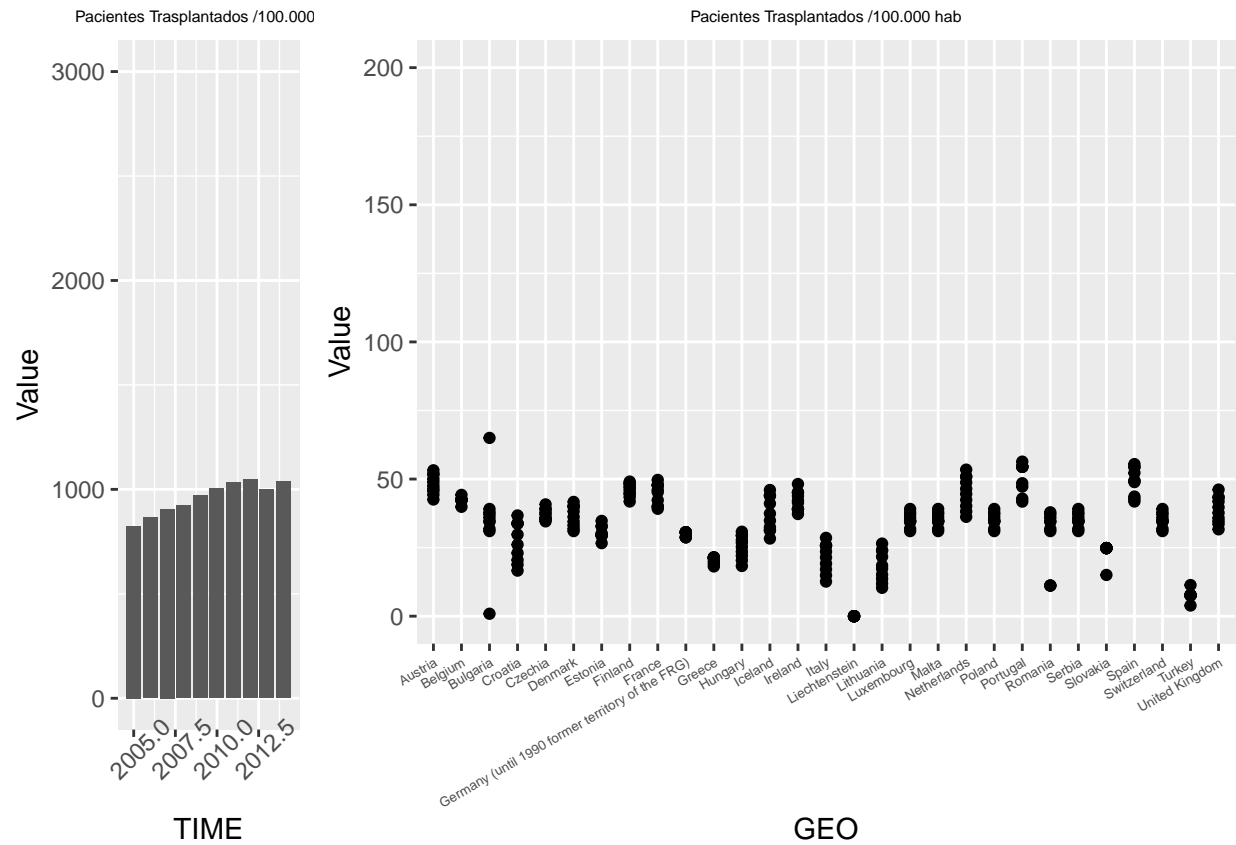 Pacientes Trasplantados /100.000
3000
2000
1000
0
Value
2005.0
2007.5
2010.0
2012.5
TIME
Pacientes Trasplantados /100.000 hab
200
150
100
50
0
Value
Austria
Belgium
Bulgaria
Croatia
Czechia
Denmark
Estonia
Finland
France
Germany (until 1990 former territory of the FRG)
Greece
Hungary
Iceland
Ireland
Italy
Liechtenstein
Lithuania
Luxembourg
Malta
Netherlands
Poland
Portugal
Romania
Serbia
Slovakia
Spain
Switzerland
Turkey
United Kingdom
GEO